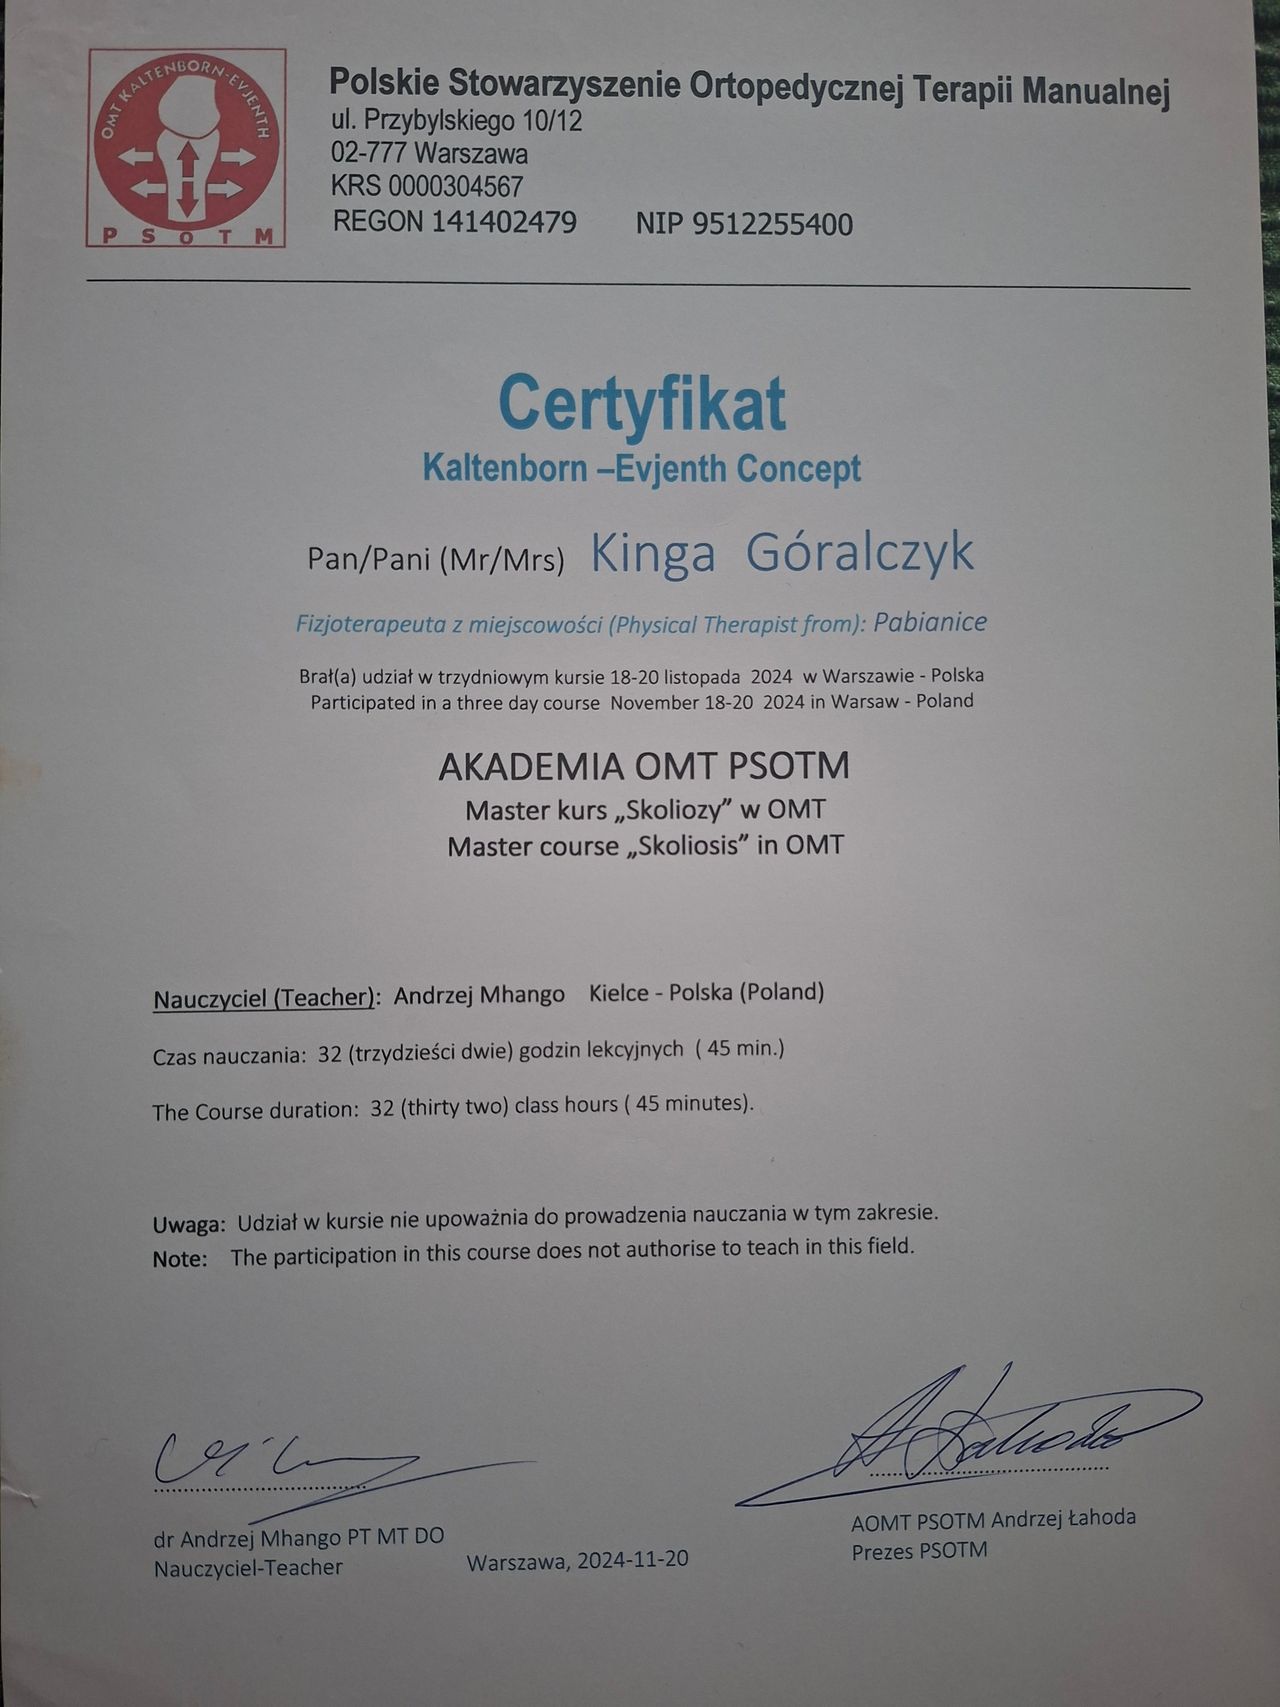 OMT KALTENBORN-EVJENTH
H
PSOTM
Polskie Stowarzyszenie Ortopedycznej Terapii Manualnej
ul. Przybylskiego 10/12
02-777 Warszawa
KRS 0000304567
REGON 141402479 NIP 9512255400
Certyfikat
Kaltenborn –Evjenth Concept
Pan/Pani (Mr/Mrs) Kinga Góralczyk
Fizjoterapeuta z miejscowości (Physical Therapist from): Pabianice
Brał(a) udział w trzydniowym kursie 18-20 listopada 2024 w Warszawie - Polska
Participated in a three day course November 18-20 2024 in Warsaw - Poland
AKADEMIA OMT PSOTM
Master kurs „Skoliozy” w OMT
Master course „Skoliosis” in OMT
Nauczyciel (Teacher): Andrzej Mhango Kielce - Polska (Poland)
Czas nauczania: 32 (trzydzieści dwie) godzin lekcyjnych ( 45 min.)
The Course duration: 32 (thirty two) class hours ( 45 minutes).
Uwaga: Udział w kursie nie upoważnia do prowadzenia nauczania w tym zakresie.
Note: The participation in this course does not authorise to teach in this field.
A Łahoda
dr Andrzej Mhango PT MT DO
Nauczyciel-Teacher
Warszawa, 2024-11-20
AOMT PSOTM Andrzej Łahoda
Prezes PSOTM